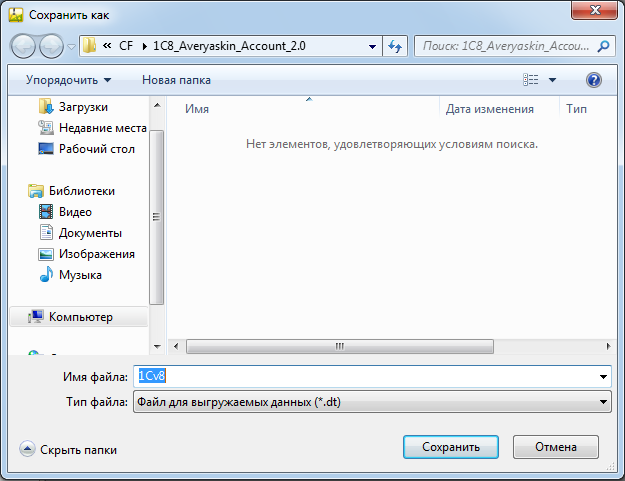 Сохранить как
« CF 1C8_Averyaskin_Account_2.0
Поиск: 1C8_Averyaskin_Accou...
Упорядочить Новая папка
Имя Дата изменения Тип
Загрузки
Недавние места
Рабочий стол
Нет элементов, удовлетворяющих условиям поиска.
Библиотеки
Видео
Документы
Изображения
Музыка
Компьютер
Имя файла: 1Cv8
Тип файла: Файл для выгружаемых данных (*.dt)
Скрыть папки
Сохранить Отмена